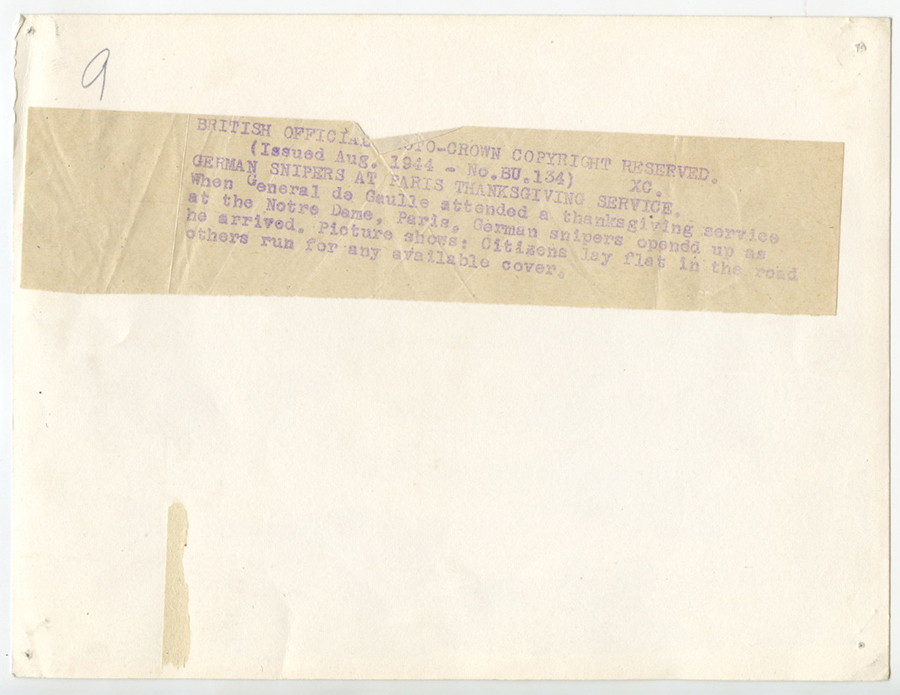 9
BRITISH OFFICIAL OTO-CROWN COPYRIGHT RESERVED.
(Issued Aug. 1944 - No.BU.134) XC.
GERMAN SNIPERS AT PARIS THANKSGIVING SERVICE.
When General de Gaulle attended a thanksgiving service
at the Notre Dame, Paris, German snipers opened up as
he arrived. Picture shows: Citizens lay flat in the road
others run for any available cover.